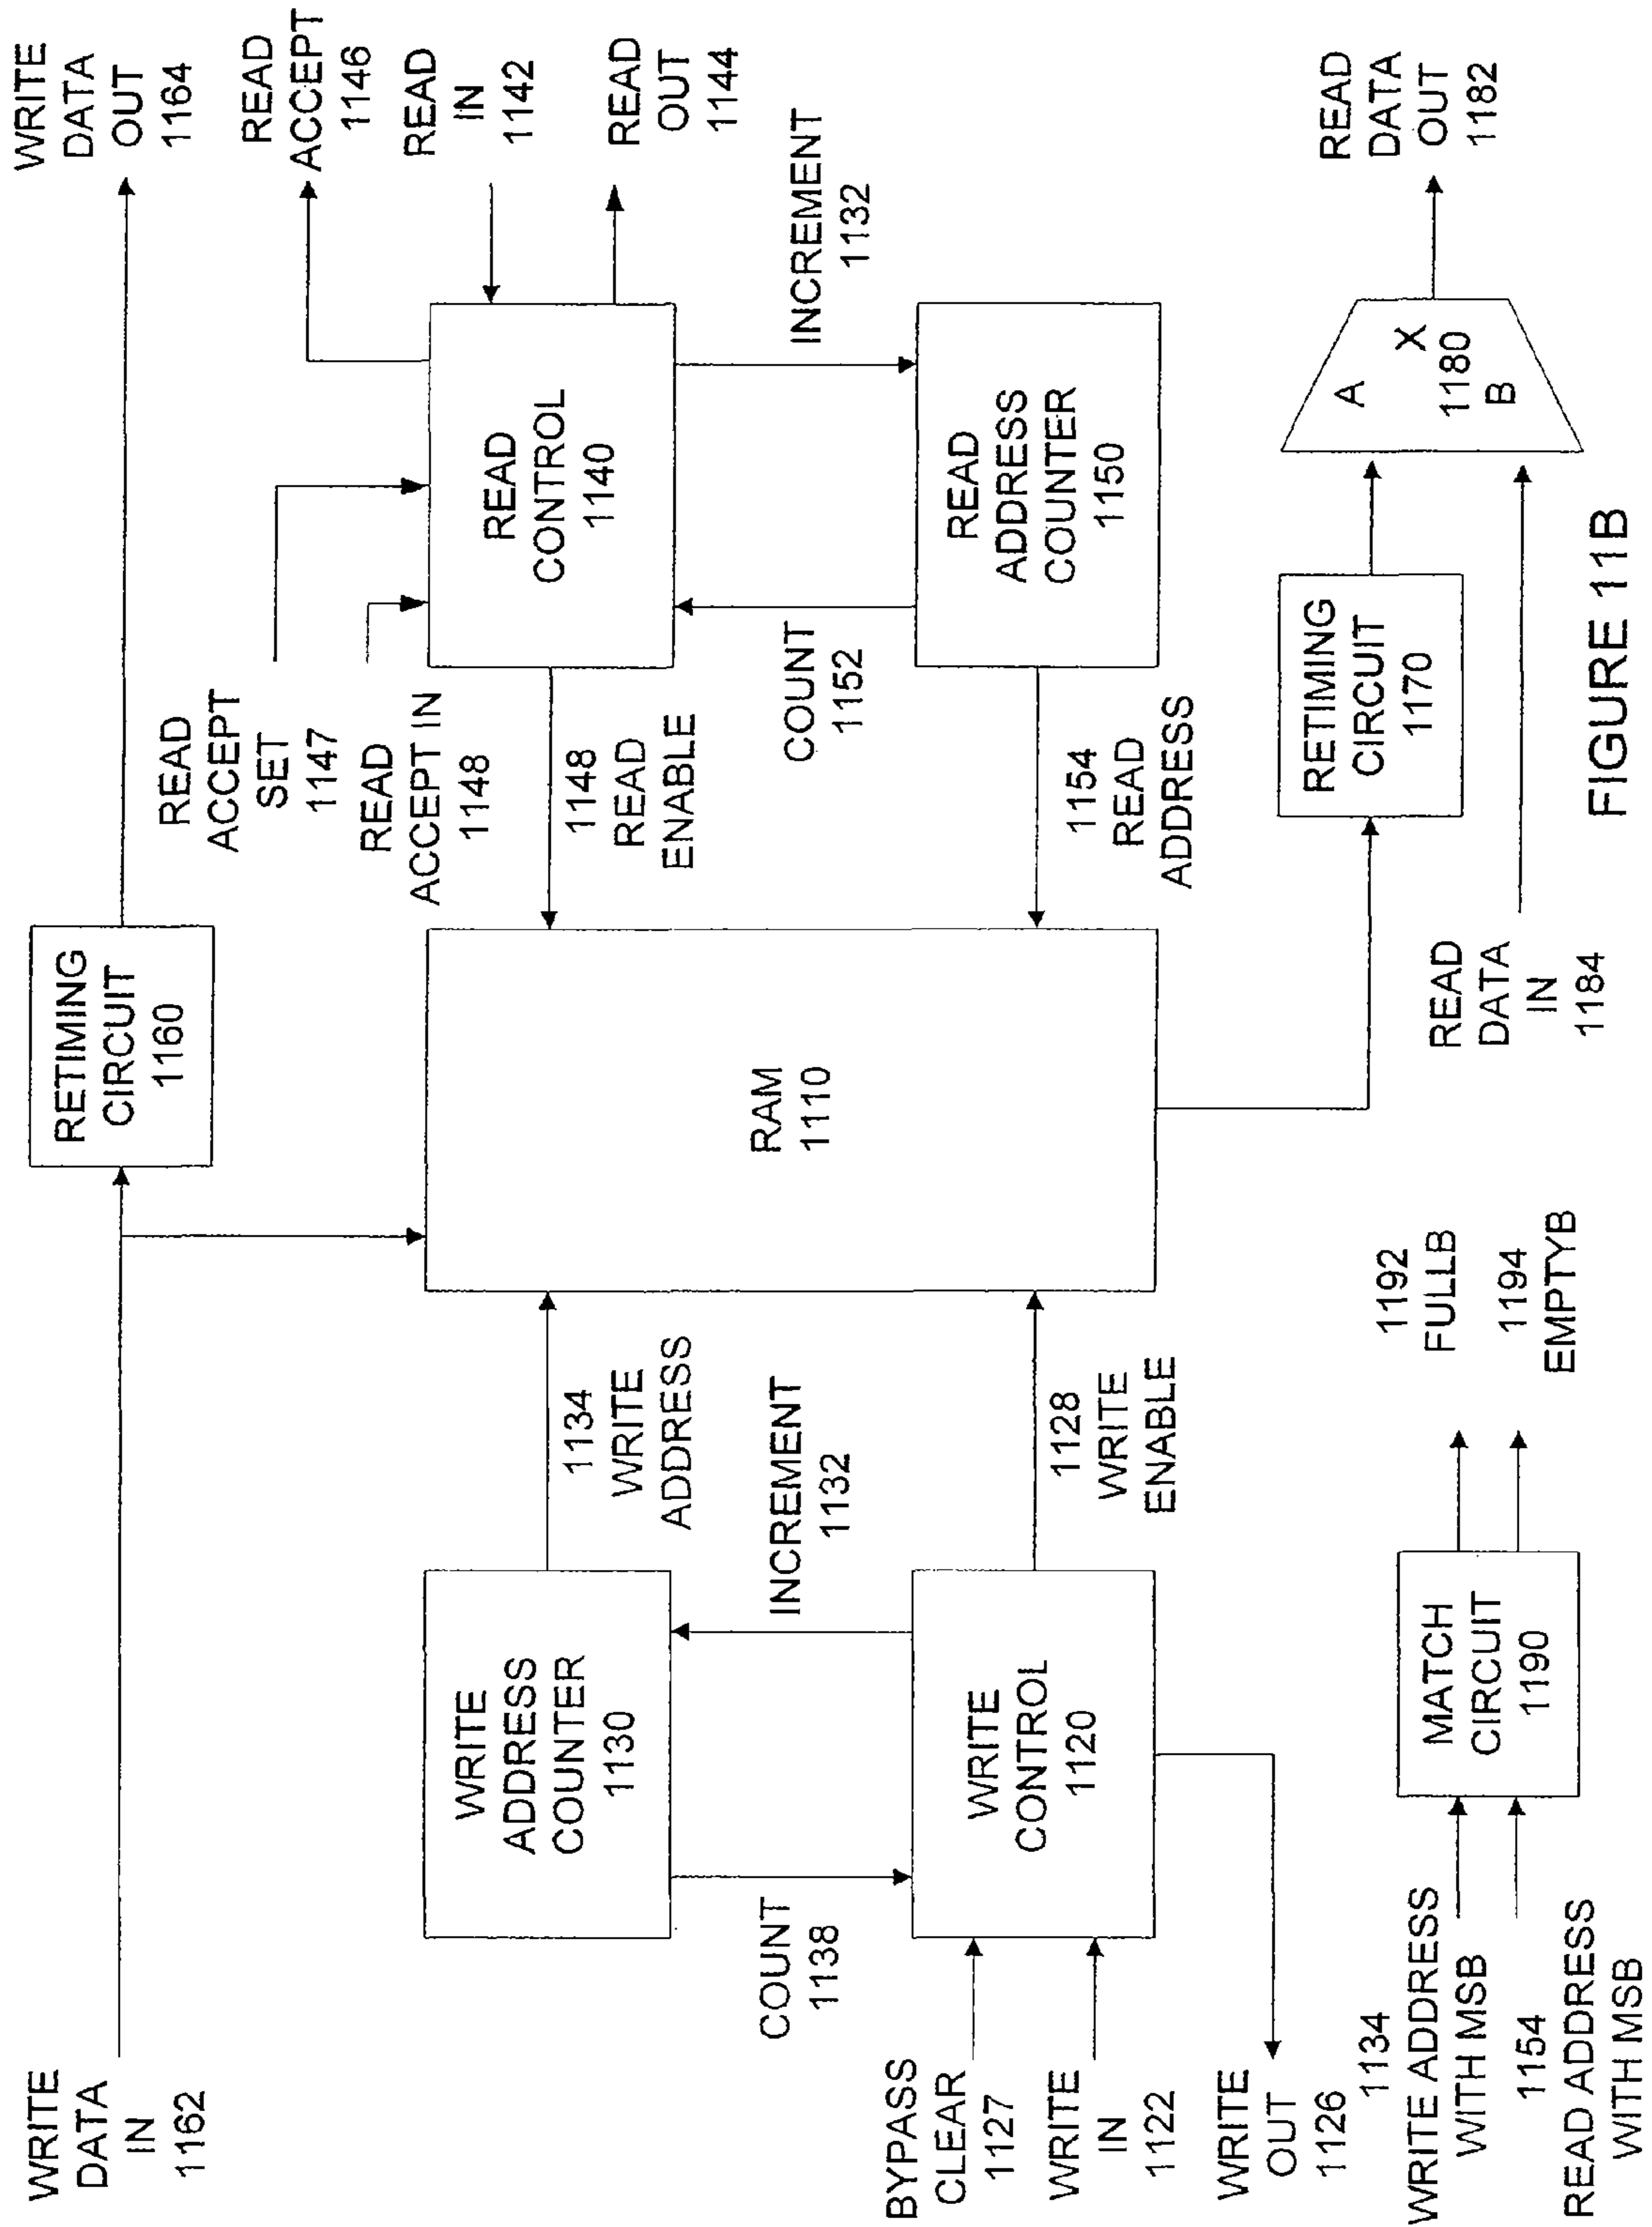 WRITE
DATA
IN
1162
RETIMING
CIRCUIT
1160
WRITE
DATA
OUT
1164
READ
ACCEPT
SET
1147
READ
ACCEPT
1146
READ
ACCEPT IN
1148
READ
IN
1142
WRITE
ADDRESS
COUNTER
1130
1134
WRITE
ADDRESS
RAM
1110
1148
READ
ENABLE
READ
CONTROL
1140
READ
OUT
1144
COUNT
1138
INCREMENT
1132
COUNT
1152
INCREMENT
1132
BYPASS
CLEAR
1127
WRITE
IN
1122
WRITE
CONTROL
1120
1128
WRITE
ENABLE
1154
READ
ADDRESS
READ
ADDRESS
COUNTER
1150
WRITE
OUT
1126
1134
WRITE ADDRESS
WITH MSB
1154
READ ADDRESS
WITH MSB
MATCH
CIRCUIT
1190
1192
FULLB
1194
EMPTYB
RETIMING
CIRCUIT
1170
READ
DATA
IN
1184
A
X
1180
B
READ
DATA
OUT
1182
FIGURE 11B